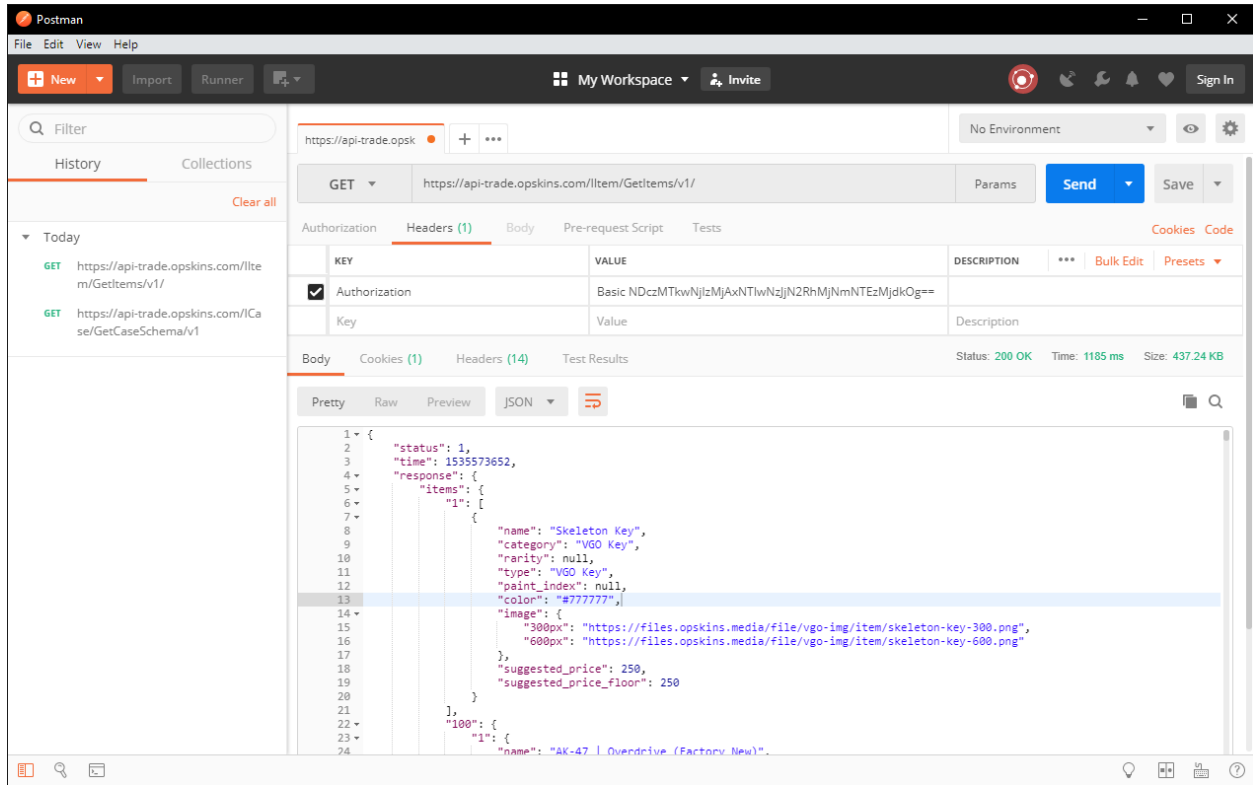 Postman
File Edit View Help
New Import Runner My Workspace Invite Sign In
Filter
History Collections
Clear all
Today
GET https://api-trade.opskins.com/IItem/GetItems/v1/
GET https://api-trade.opskins.com/ICase/GetCaseSchema/v1
https://api-trade.opsk
No Environment
GET https://api-trade.opskins.com/IItem/GetItems/v1/ Params Send Save
Authorization Headers (1) Body Pre-request Script Tests Cookies Code
KEY VALUE DESCRIPTION Bulk Edit Presets
Authorization
Key Value Description
Body Cookies (1) Headers (14) Test Results Status: 200 OK Time: 1185 ms Size: 437.24 KB
Pretty Raw Preview JSON
1 {
2 "status": 1,
3 "time": 1535573652,
4 "response": {
5 "items": {
6 "1": [
7 {
8 "name": "Skeleton Key",
9 "category": "VGO Key",
10 "rarity": null,
11 "type": "VGO Key",
12 "paint_index": null,
13 "color": "#777777",
14 "image": {
15 "300px": "https://files.opskins.media/file/vgo-img/item/skeleton-key-300.png",
16 "600px": "https://files.opskins.media/file/vgo-img/item/skeleton-key-600.png"
17 },
18 "suggested_price": 250,
19 "suggested_price_floor": 250
20 }
21 ],
22 "100": {
23 "1": {
24 "name": "AK-47 | Overdrive (Factory New)",